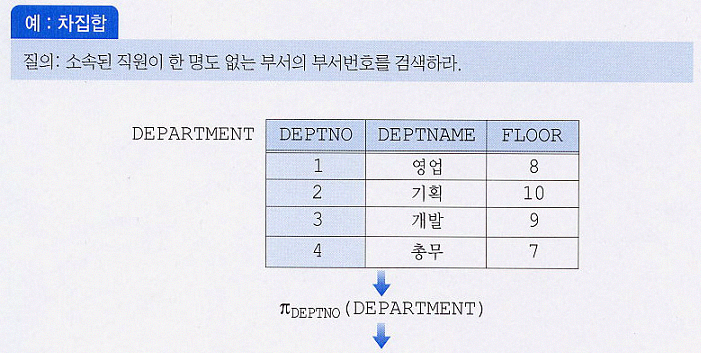 예 : 차집합
질의: 소속된 직원이 한 명도 없는 부서의 부서번호를 검색하라.
DEPARTMENT DEPTNO DEPTNAME FLOOR
1 영업 8
2 기획 10
3 개발 9
4 총무 7
πDEPTNO(DEPARTMENT)